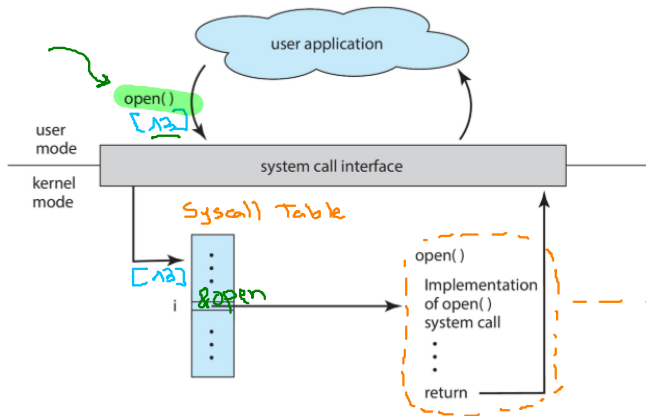 user application
open( )
[13]
user
mode
system call interface
kernel
mode
Syscall Table
[13]
open( )
&open
i
Implementation
of open( )
system call
return